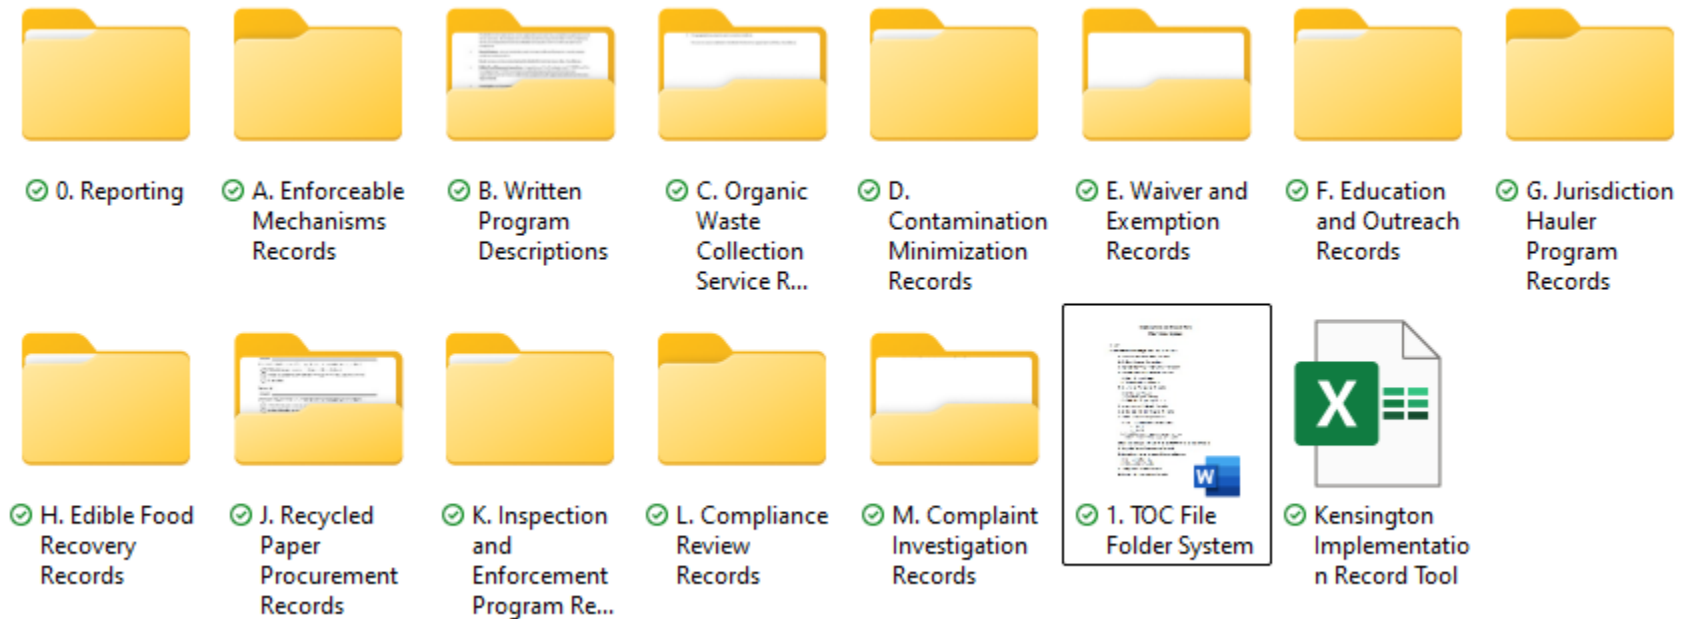 0. Reporting
A. Enforceable
Mechanisms
Records
B. Written
Program
Descriptions
C. Organic
Waste
Collection
Service R...
D.
Contamination
Minimization
Records
E. Waiver and
Exemption
Records
F. Education
and Outreach
Records
G. Jurisdiction
Hauler
Program
Records
H. Edible Food
Recovery
Records
J. Recycled
Paper
Procurement
Records
K. Inspection
and
Enforcement
Program Re...
L. Compliance
Review
Records
M. Complaint
Investigation
Records
W
1. TOC File
Folder System
X
Kensington
Implementatio
n Record Tool